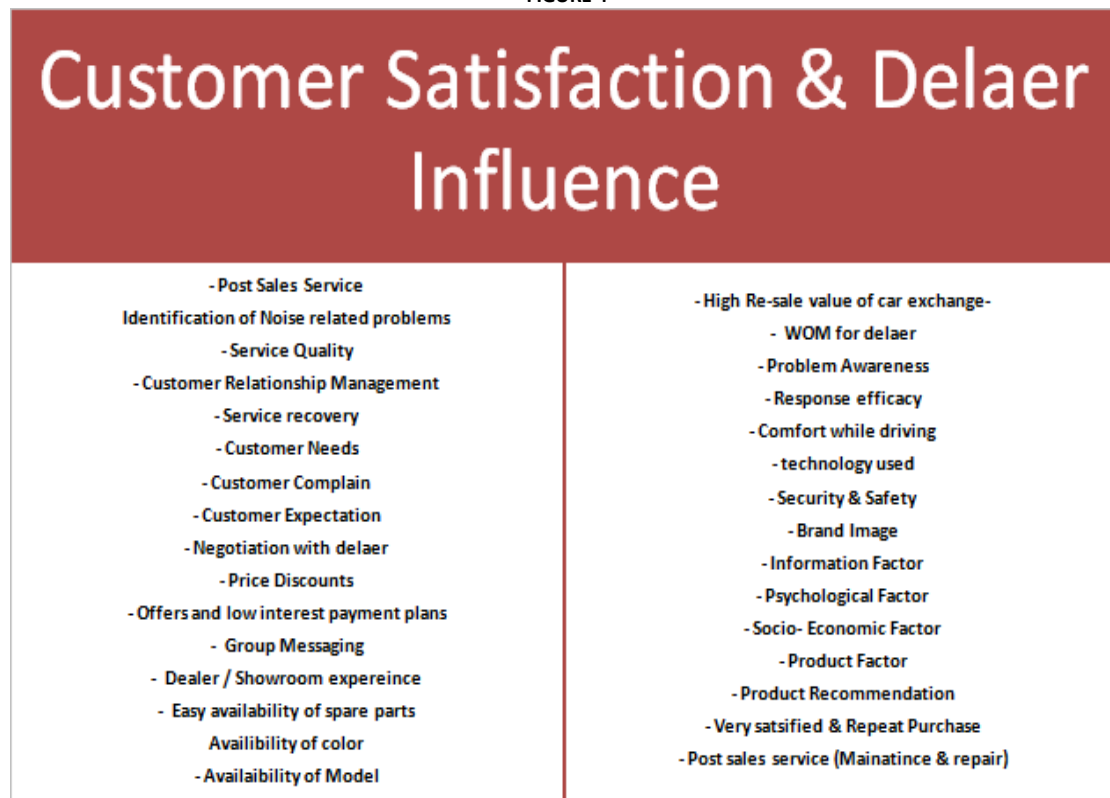 Customer Satisfaction & Delaer
Influence
- Post Sales Service
Identification of Noise related problems
- Service Quality
- Customer Relationship Management
- Service recovery
- Customer Needs
- Customer Complain
- Customer Expectation
- Negotiation with delaer
- Price Discounts
- Offers and low interest payment plans
- Group Messaging
- Dealer / Showroom expereince
- Easy availability of spare parts
Availibility of color
- Availaibility of Model
- High Re-sale value of car exchange-
- WOM for delaer
- Problem Awareness
- Response efficacy
- Comfort while driving
- technology used
- Security & Safety
- Brand Image
- Information Factor
- Psychological Factor
- Socio- Economic Factor
- Product Factor
- Product Recommendation
- Very satsified & Repeat Purchase
- Post sales service (Mainatince & repair)